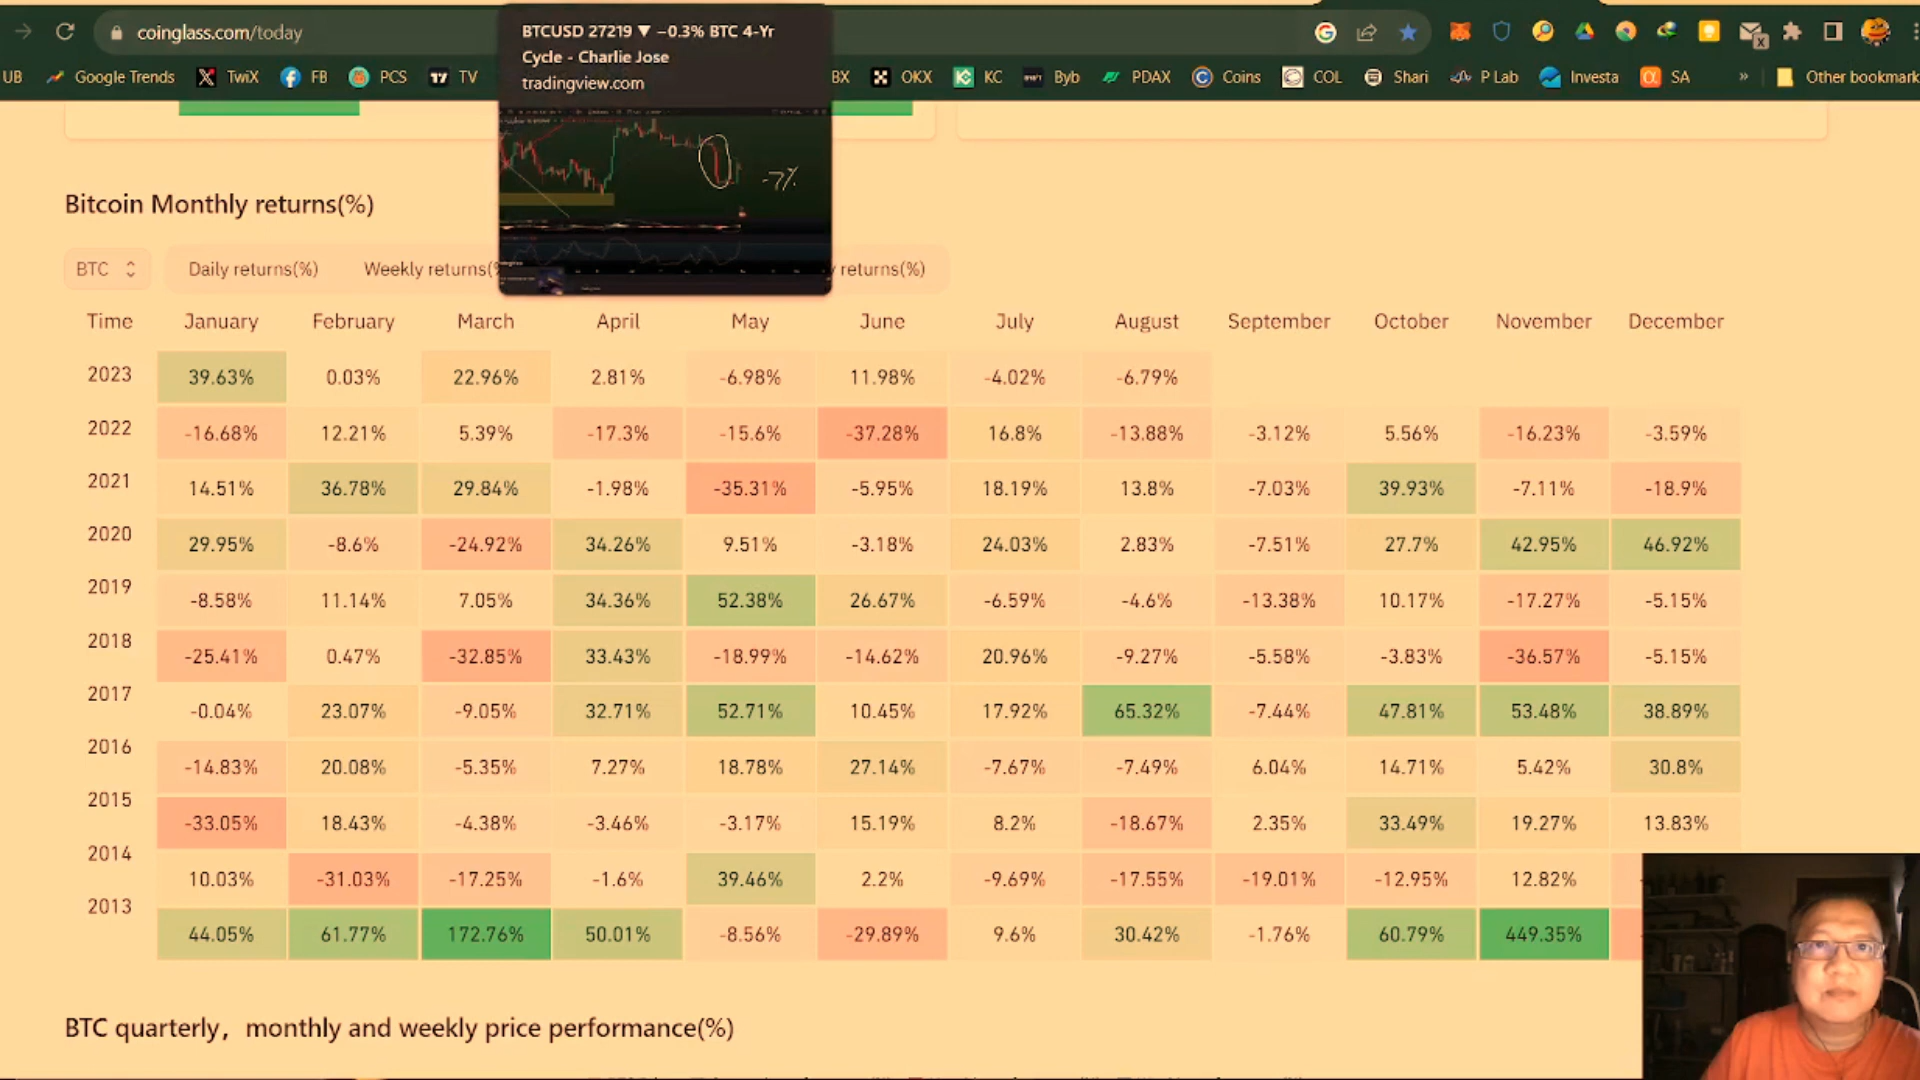 coinglass.com/today
BTCUSD 27219 ▼ −0.3% BTC 4-Yr
Cycle - Charlie Jose
tradingview.com
UB Google Trends TwiX FB PCS TV BX OKX KC Byb PDAX Coins COL Shari P Lab Investa SA » Other bookmark
-7%
Bitcoin Monthly returns(%)
BTC Daily returns(%) Weekly returns(% y returns(%)
Time January February March April May June July August September October November December
2023 39.63% 0.03% 22.96% 2.81% -6.98% 11.98% -4.02% -6.79%
2022 -16.68% 12.21% 5.39% -17.3% -15.6% -37.28% 16.8% -13.88% -3.12% 5.56% -16.23% -3.59%
2021 14.51% 36.78% 29.84% -1.98% -35.31% -5.95% 18.19% 13.8% -7.03% 39.93% -7.11% -18.9%
2020 29.95% -8.6% -24.92% 34.26% 9.51% -3.18% 24.03% 2.83% -7.51% 27.7% 42.95% 46.92%
2019 -8.58% 11.14% 7.05% 34.36% 52.38% 26.67% -6.59% -4.6% -13.38% 10.17% -17.27% -5.15%
2018 -25.41% 0.47% -32.85% 33.43% -18.99% -14.62% 20.96% -9.27% -5.58% -3.83% -36.57% -5.15%
2017 -0.04% 23.07% -9.05% 32.71% 52.71% 10.45% 17.92% 65.32% -7.44% 47.81% 53.48% 38.89%
2016 -14.83% 20.08% -5.35% 7.27% 18.78% 27.14% -7.67% -7.49% 6.04% 14.71% 5.42% 30.8%
2015 -33.05% 18.43% -4.38% -3.46% -3.17% 15.19% 8.2% -18.67% 2.35% 33.49% 19.27% 13.83%
2014 10.03% -31.03% -17.25% -1.6% 39.46% 2.2% -9.69% -17.55% -19.01% -12.95% 12.82%
2013 44.05% 61.77% 172.76% 50.01% -8.56% -29.89% 9.6% 30.42% -1.76% 60.79% 449.35%
BTC quarterly，monthly and weekly price performance(%)